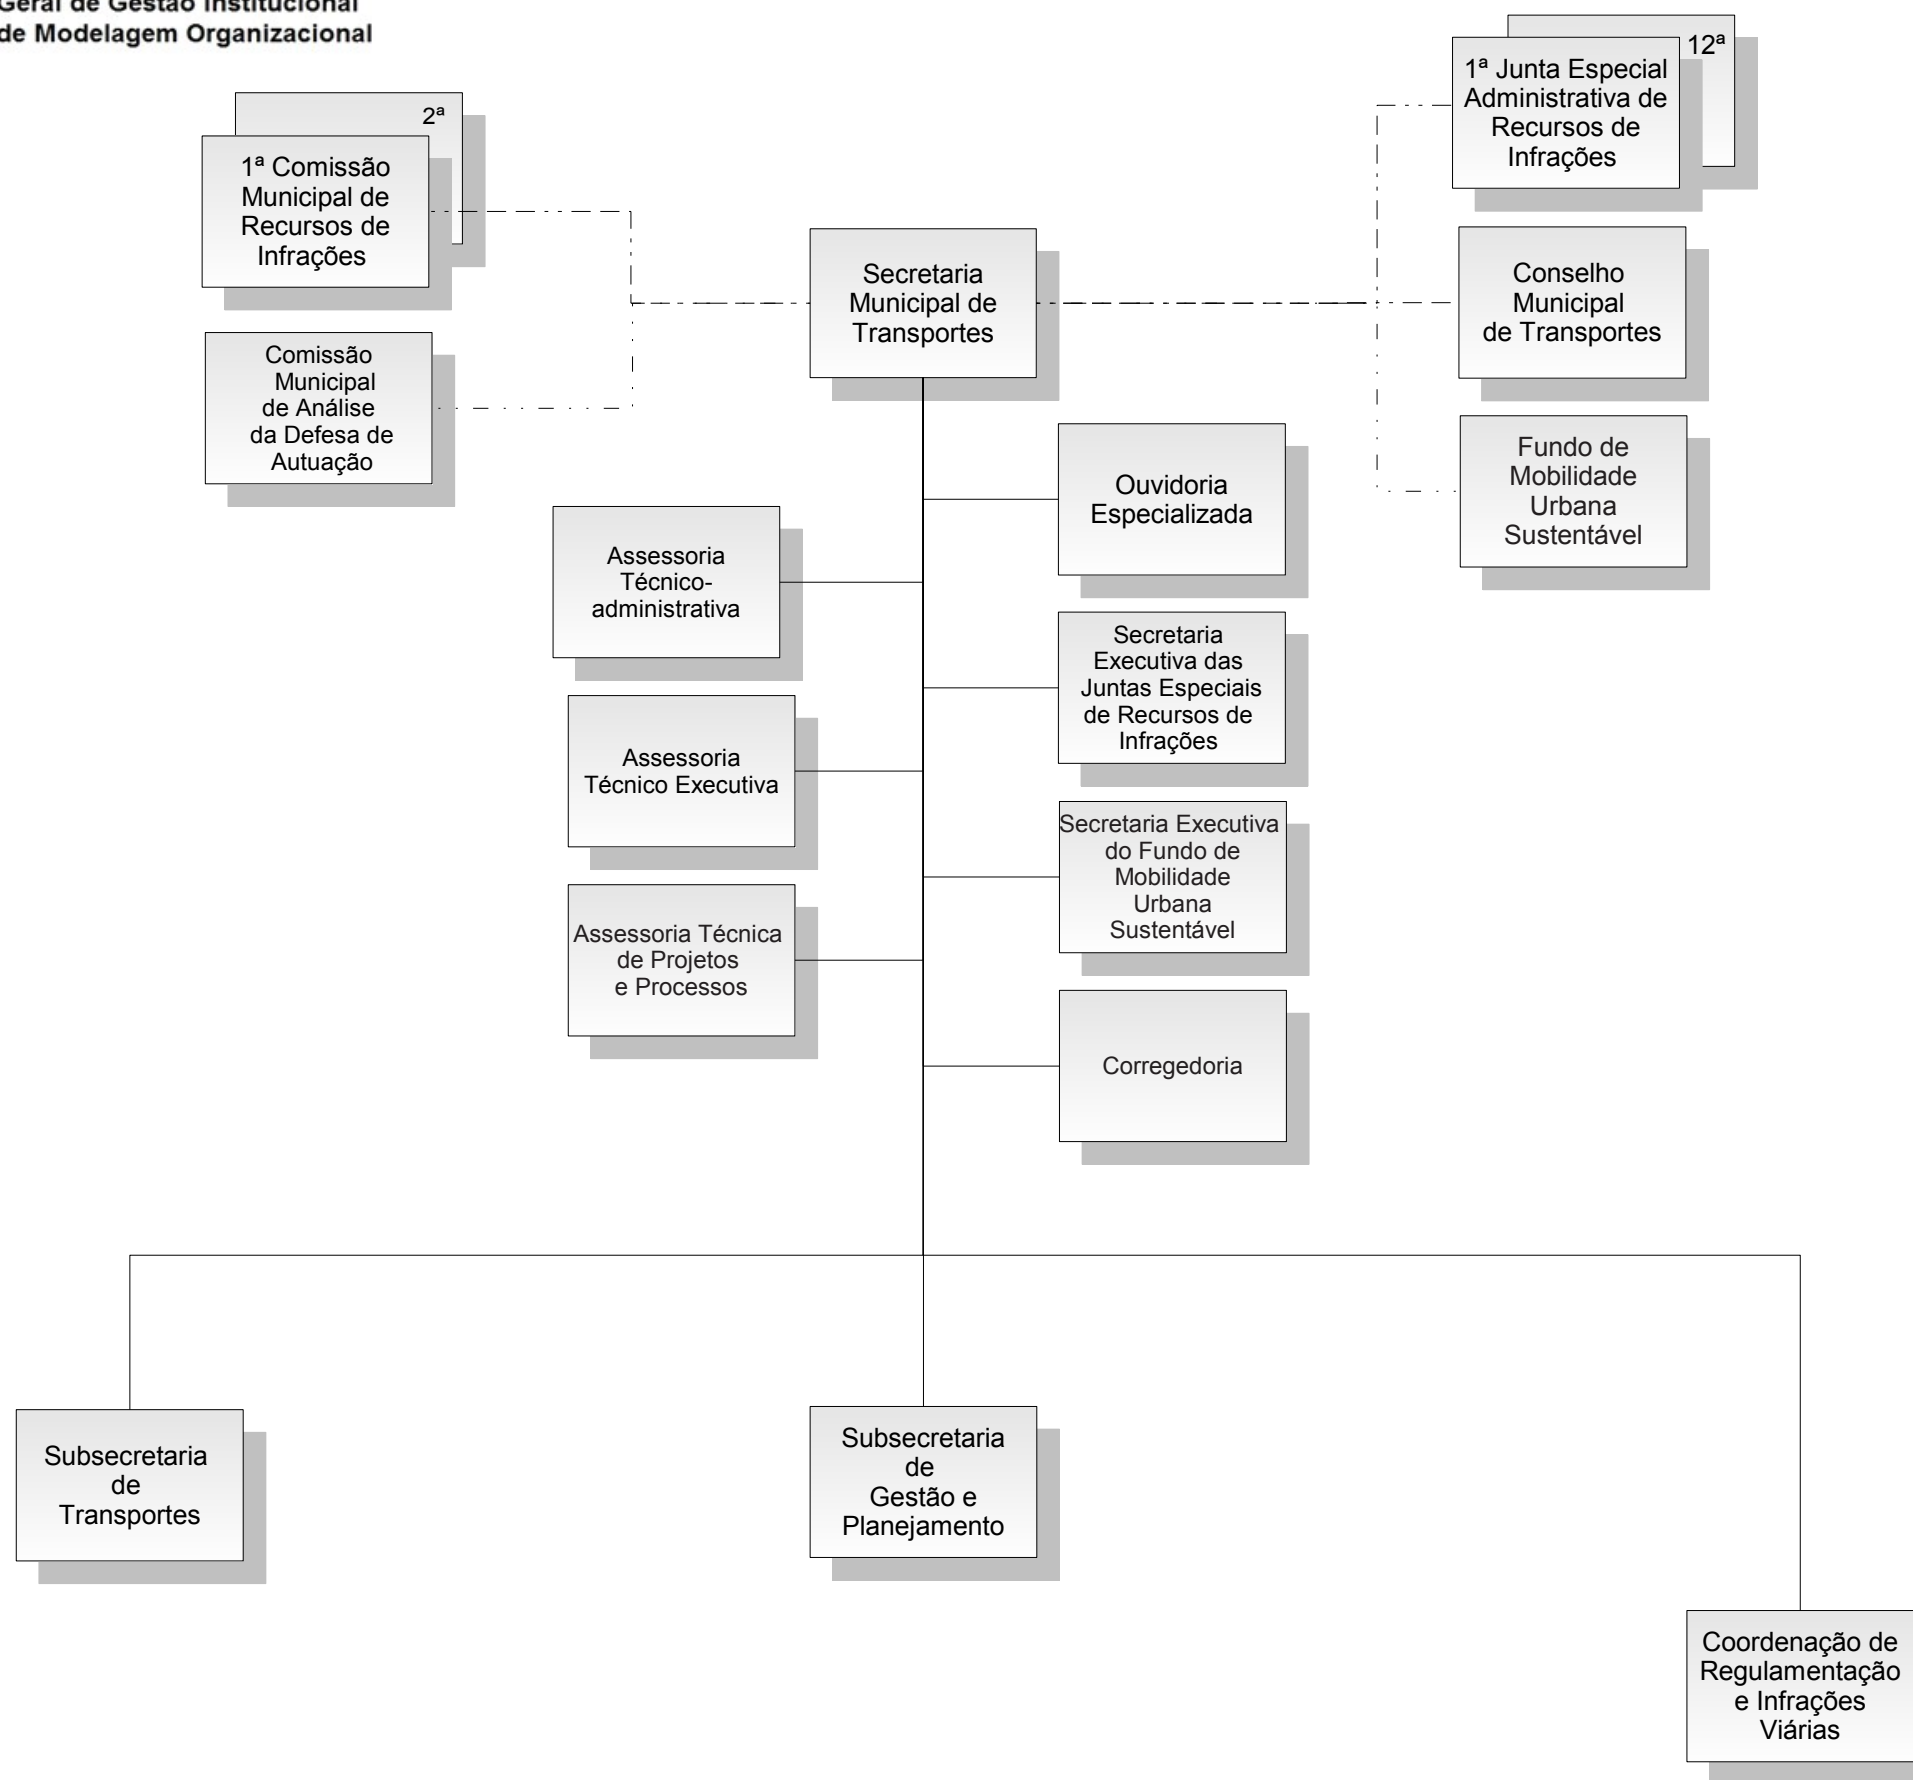 Geral de Gestão Institucional
de Modelagem Organizacional
12ª
1ª Junta Especial
Administrativa de
Recursos de
Infrações
2ª
1ª Comissão
Municipal de
Recursos de
Infrações
Secretaria
Municipal de
Transportes
Conselho
Municipal
de Transportes
Comissão
Municipal
de Análise
da Defesa de
Autuação
Fundo de
Mobilidade
Urbana
Sustentável
Ouvidoria
Especializada
Assessoria
Técnico-
administrativa
Secretaria
Executiva das
Juntas Especiais
de Recursos de
Infrações
Assessoria
Técnico Executiva
Secretaria Executiva
do Fundo de
Mobilidade
Urbana
Sustentável
Assessoria Técnica
de Projetos
e Processos
Corregedoria
Subsecretaria
de
Transportes
Subsecretaria
de
Gestão e
Planejamento
Coordenação de
Regulamentação
e Infrações
Viárias